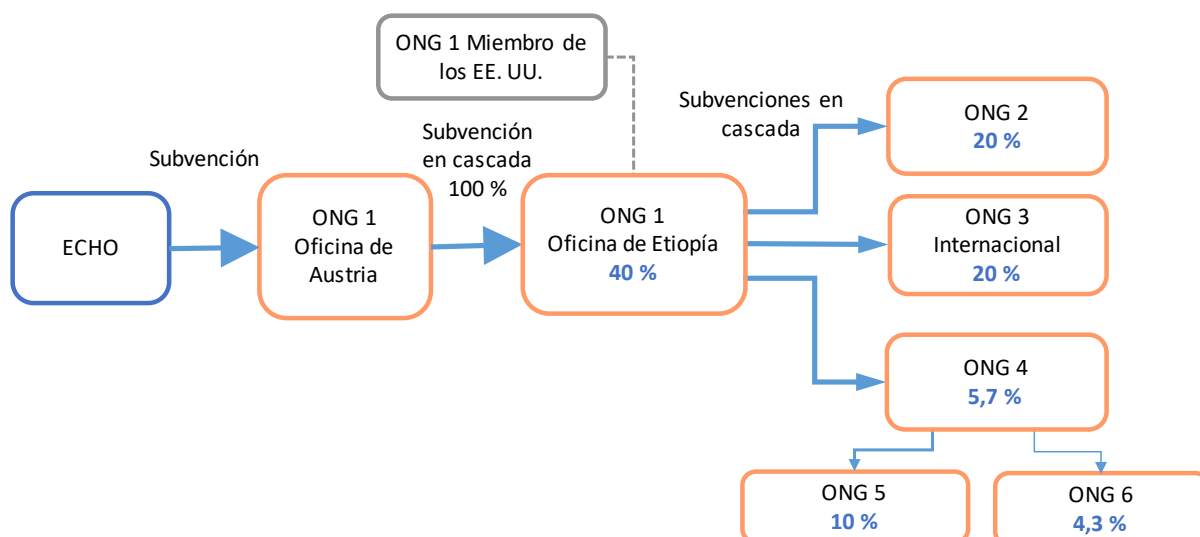 ONG 1 Miembro de
los EE. UU.
Subvención
Subvención
en cascada
100 %
Subvenciones en
cascada
ECHO
ONG 1
Oficina de
Austria
ONG 1
Oficina de Etiopía
40 %
ONG 2
20 %
ONG 3
Internacional
20 %
ONG 4
5,7 %
ONG 5
10 %
ONG 6
4,3 %